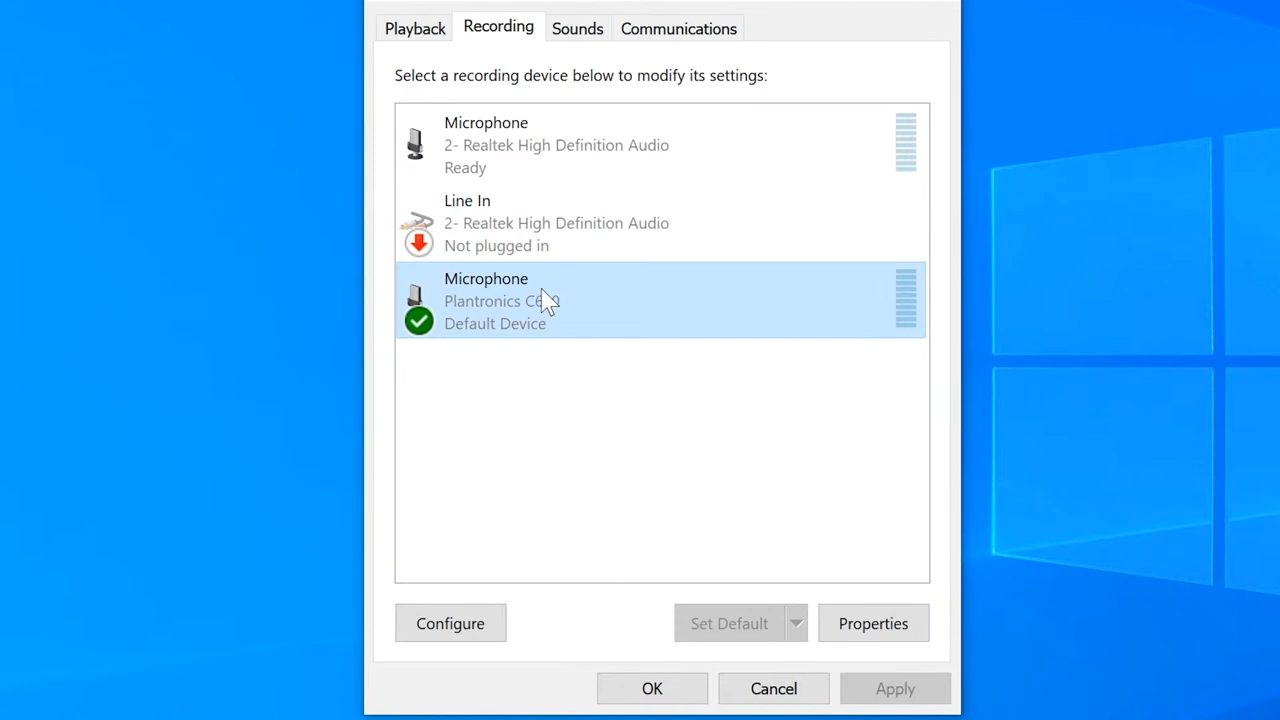 Playback
Recording
Sounds
Communications
Select a recording device below to modify its settings:
Microphone
2- Realtek High Definition Audio
Ready
Line In
2- Realtek High Definition Audio
Not plugged in
Microphone
Plantronics
Default Device
Configure
Set Default
Properties
OK
Cancel
Apply